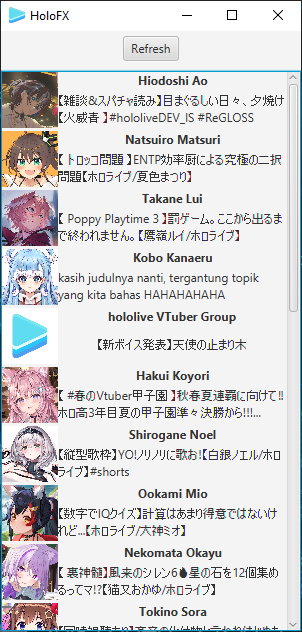 HoloFX
Refresh
Hiodoshi Ao
【雑談&スパチャ読み】目まぐるしい日々、夕焼け
【火威青 】#hololiveDEV_IS #ReGLOSS
Natsuiro Matsuri
【 トロッコ問題 】ENTP効率厨による究極の二択
問題【ホロライブ/夏色まつり】
Takane Lui
【 Poppy Playtime 3 】罰ゲーム。ここから出るま
で終われません。【鷹嶺ルイ/ホロライブ】
Kobo Kanaeru
kasih judulnya nanti, tergantung topik
yang kita bahas HAHAHAHAHA
hololive VTuber Group
【新ボイス発表】天使の止まり木
Hakui Koyori
【 #春のVtuber甲子園 】秋春夏連覇に向けて‼
ホロ高3年目夏の甲子園準々決勝から!!!...
Shirogane Noel
【縦型歌枠】YO!ノリノリに歌お!【白銀ノエル/ホロ
ライブ】#shorts
Ookami Mio
【数字でIQクイズ】計算はあまり得意ではないけ
れど...【ホロライブ/大神ミオ】
Nekomata Okayu
【 裏神髄】風来のシレン6🌢星の石を12個集め
るってマ!?【猫又おかゆ/ホロライブ】
Tokino Sora